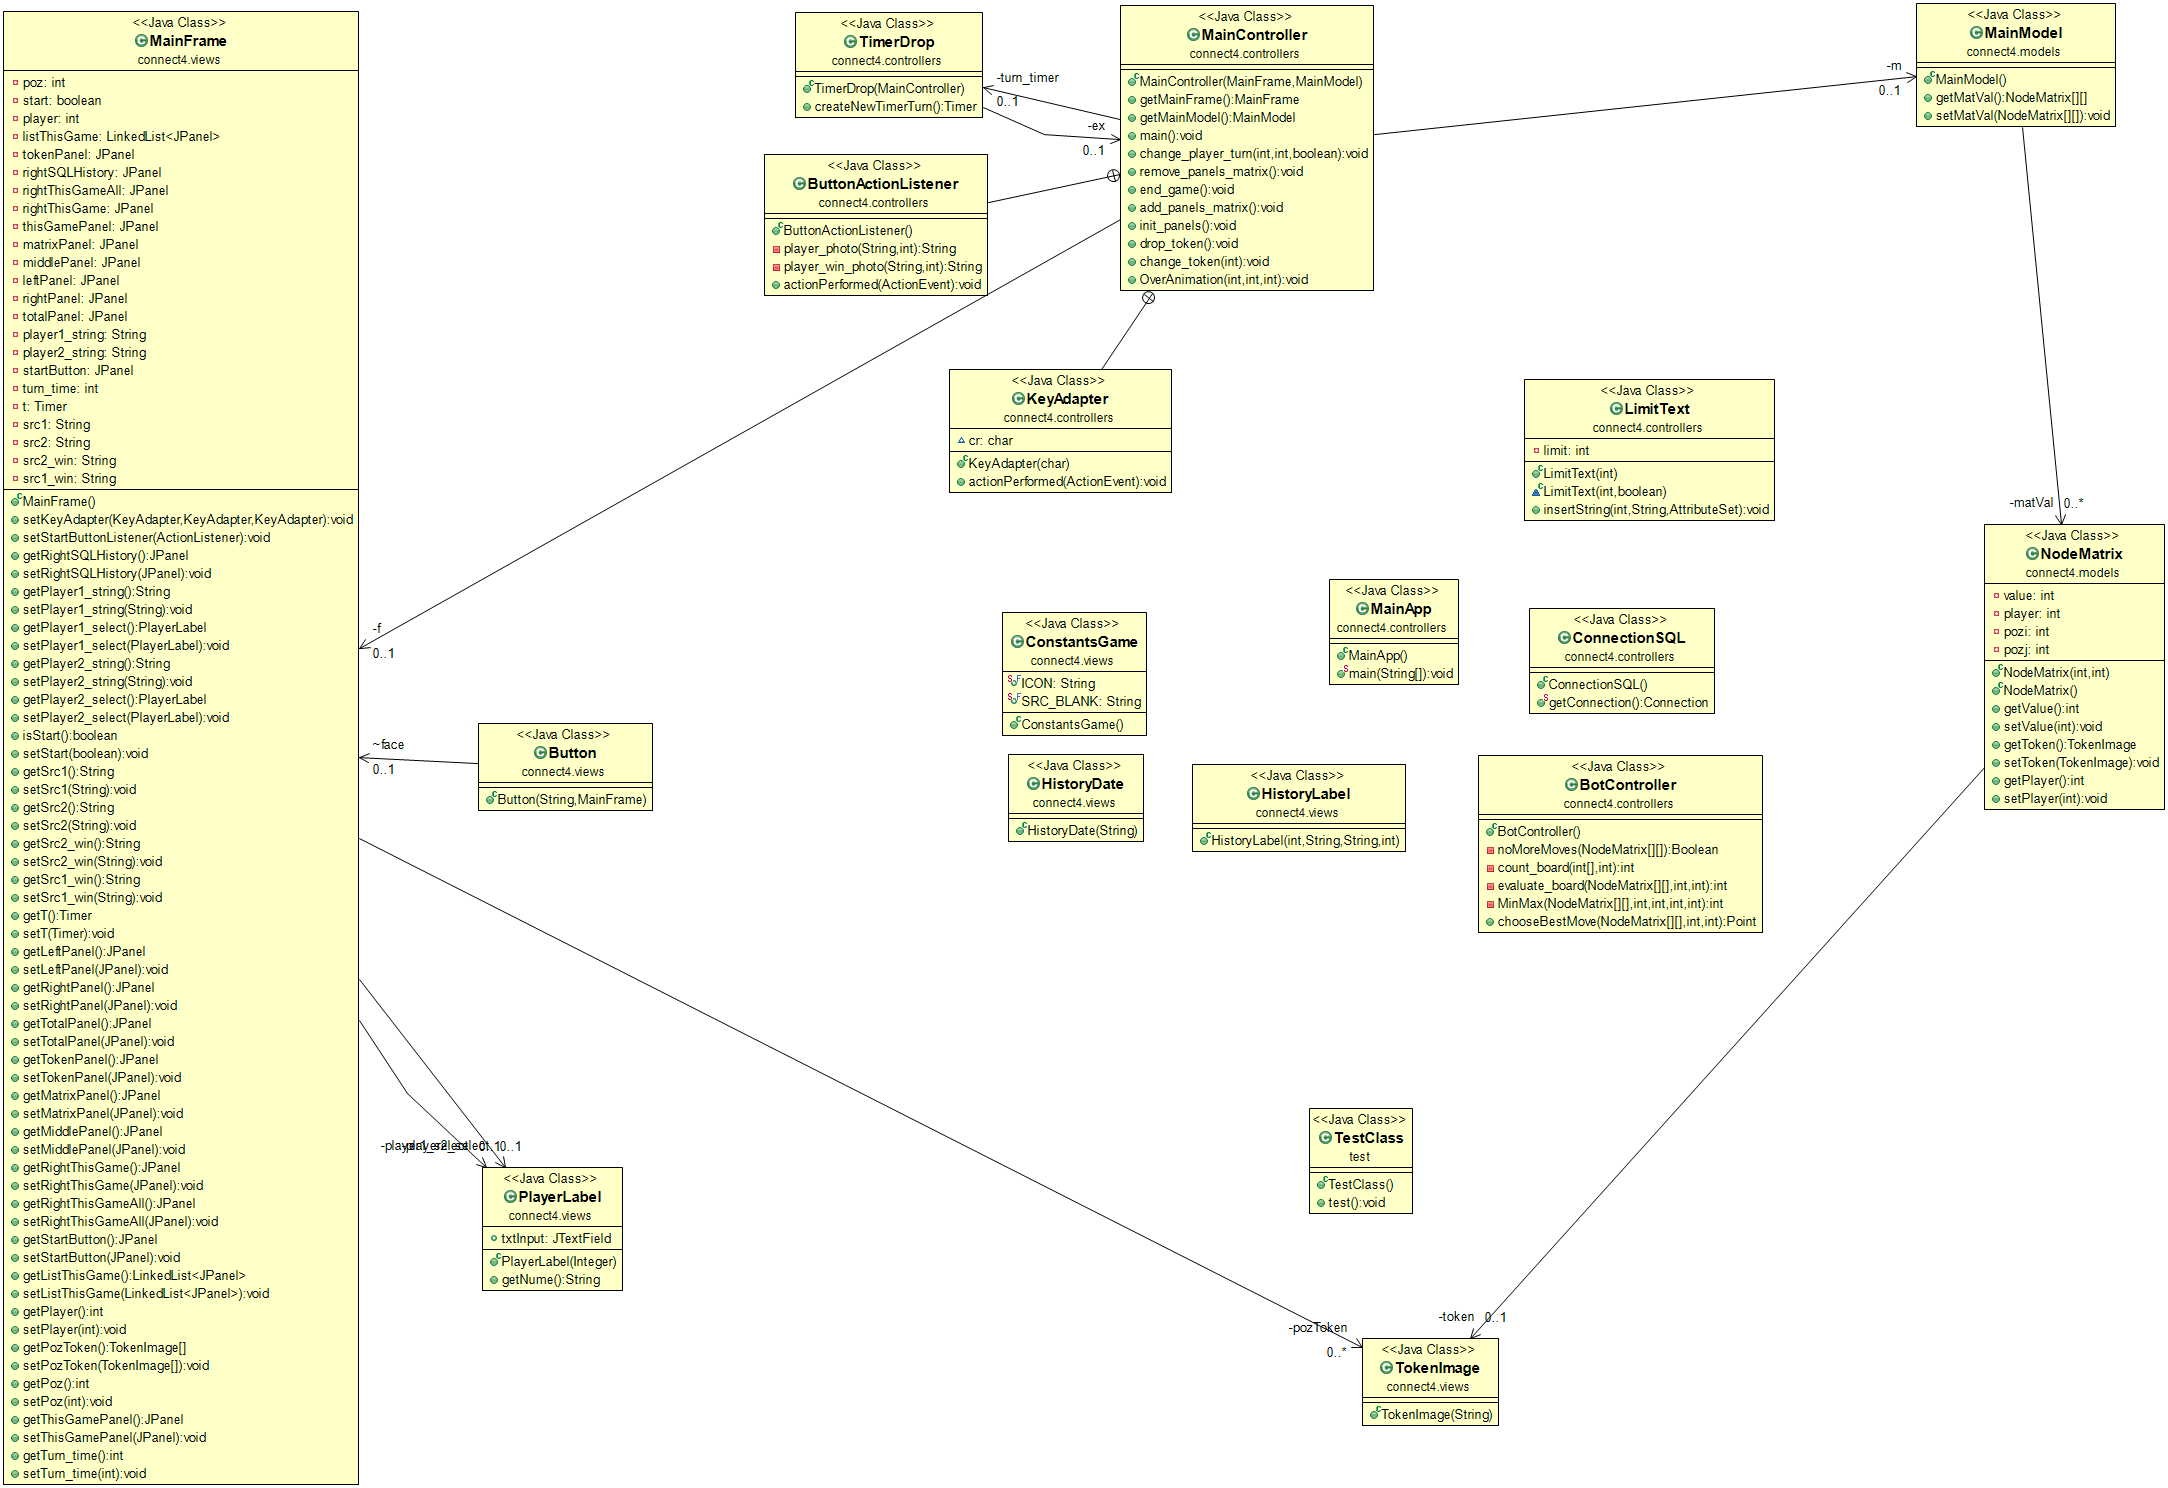 <<Java Class>>
MainFrame
connect4.views
poz: int
start: boolean
player: int
listThisGame: LinkedList<JPanel>
tokenPanel: JPanel
rightSQLHistory: JPanel
rightThisGameAll: JPanel
rightThisGame: JPanel
thisGamePanel: JPanel
matrixPanel: JPanel
middlePanel: JPanel
leftPanel: JPanel
rightPanel: JPanel
totalPanel: JPanel
player1_string: String
player2_string: String
startButton: JPanel
turn_time: int
t: Timer
src1: String
src2: String
src2_win: String
src1_win: String
MainFrame()
setKeyAdapter(KeyAdapter,KeyAdapter,KeyAdapter):void
setStartButtonListener(ActionListener):void
getRightSQLHistory():JPanel
setRightSQLHistory(JPanel):void
getPlayer1_string():String
setPlayer1_string(String):void
getPlayer1_select():PlayerLabel
setPlayer1_select(PlayerLabel):void
getPlayer2_string():String
setPlayer2_string(String):void
getPlayer2_select():PlayerLabel
setPlayer2_select(PlayerLabel):void
isStart():boolean
setStart(boolean):void
getSrc1():String
setSrc1(String):void
getSrc2():String
setSrc2(String):void
getSrc2_win():String
setSrc2_win(String):void
getSrc1_win():String
setSrc1_win(String):void
getT():Timer
setT(Timer):void
getLeftPanel():JPanel
setLeftPanel(JPanel):void
getRightPanel():JPanel
setRightPanel(JPanel):void
getTotalPanel():JPanel
setTotalPanel(JPanel):void
getTokenPanel():JPanel
setTokenPanel(JPanel):void
getMatrixPanel():JPanel
setMatrixPanel(JPanel):void
getMiddlePanel():JPanel
setMiddlePanel(JPanel):void
getRightThisGame():JPanel
setRightThisGame(JPanel):void
getRightThisGameAll():JPanel
setRightThisGameAll(JPanel):void
getStartButton():JPanel
setStartButton(JPanel):void
getListThisGame():LinkedList<JPanel>
setListThisGame(LinkedList<JPanel>):void
getPlayer():int
setPlayer(int):void
getPozToken():TokenImage[]
setPozToken(TokenImage[]):void
getPoz():int
setPoz(int):void
getThisGamePanel():JPanel
setThisGamePanel(JPanel):void
getTurn_time():int
setTurn_time(int):void
<<Java Class>>
TimerDrop
connect4.controllers
TimerDrop(MainController)
createNewTimerTurn():Timer
-turn_timer
0..1
-ex
0..1
<<Java Class>>
MainController
connect4.controllers
MainController(MainFrame,MainModel)
getMainFrame():MainFrame
getMainModel():MainModel
main():void
change_player_turn(int,int,boolean):void
remove_panels_matrix():void
end_game():void
add_panels_matrix():void
init_panels():void
drop_token():void
change_token(int):void
OverAnimation(int,int,int):void
-m
0..1
<<Java Class>>
MainModel
connect4.models
MainModel()
getMatVal():NodeMatrix[][]
setMatVal(NodeMatrix[][]):void
<<Java Class>>
ButtonActionListener
connect4.controllers
ButtonActionListener()
player_photo(String,int):String
player_win_photo(String,int):String
actionPerformed(ActionEvent):void
<<Java Class>>
KeyAdapter
connect4.controllers
cr: char
KeyAdapter(char)
actionPerformed(ActionEvent):void
<<Java Class>>
LimitText
connect4.controllers
limit: int
LimitText(int)
LimitText(int,boolean)
insertString(int,String,AttributeSet):void
-matVal
0..*
<<Java Class>>
NodeMatrix
connect4.models
value: int
player: int
pozi: int
pozj: int
NodeMatrix(int,int)
NodeMatrix()
getValue():int
setValue(int):void
getToken():TokenImage
setToken(TokenImage):void
getPlayer():int
setPlayer(int):void
-f
0..1
<<Java Class>>
ConstantsGame
connect4.views
ICON: String
SRC_BLANK: String
ConstantsGame()
<<Java Class>>
MainApp
connect4.controllers
MainApp()
main(String[]):void
<<Java Class>>
ConnectionSQL
connect4.controllers
ConnectionSQL()
getConnection():Connection
~face
0..1
<<Java Class>>
Button
connect4.views
Button(String,MainFrame)
<<Java Class>>
HistoryDate
connect4.views
HistoryDate(String)
<<Java Class>>
HistoryLabel
connect4.views
HistoryLabel(int,String,String,int)
<<Java Class>>
BotController
connect4.controllers
BotController()
noMoreMoves(NodeMatrix[][]):Boolean
count_board(int[],int):int
evaluate_board(NodeMatrix[][],int,int):int
MinMax(NodeMatrix[][],int,int,int,int):int
chooseBestMove(NodeMatrix[][],int,int):Point
0..1
<<Java Class>>
PlayerLabel
connect4.views
txtInput: JTextField
PlayerLabel(Integer)
getNume():String
<<Java Class>>
TestClass
test
TestClass()
test():void
-pozToken
0..*
-token
0..1
<<Java Class>>
TokenImage
connect4.views
TokenImage(String)